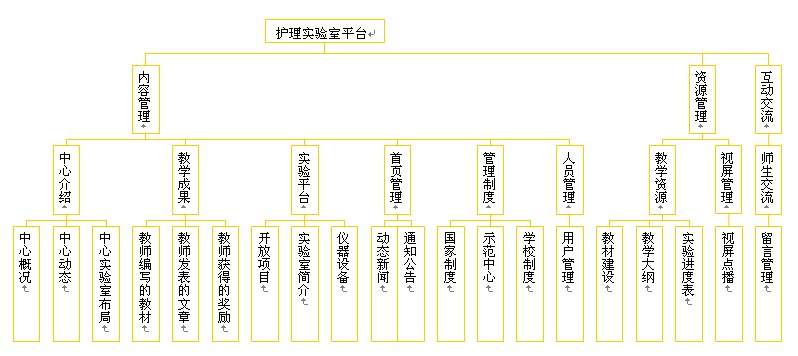 护理实验室平台
内容管理
资源管理
互动交流
中心介绍
教学成果
实验平台
首页管理
管理制度
人员管理
教学资源
视屏管理
师生交流
中心概况
中心动态
中心实验室布局
教师编写的教材
教师发表的文章
教师获得的奖励
开放项目
实验室简介
仪器设备
动态新闻
通知公告
国家制度
示范中心
学校制度
用户管理
教材建设
教学大纲
实验进度表
视屏点播
留言管理